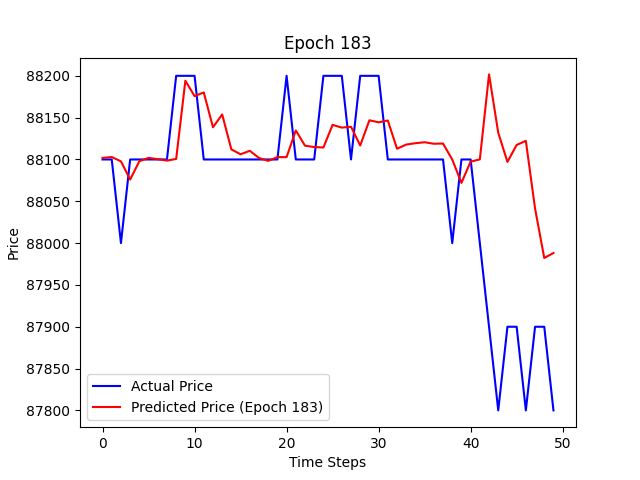 Epoch 183
Price
88200
88150
88100
88050
88000
87950
87900
87850
87800
Actual Price
Predicted Price (Epoch 183)
0 10 20 30 40 50
Time Steps